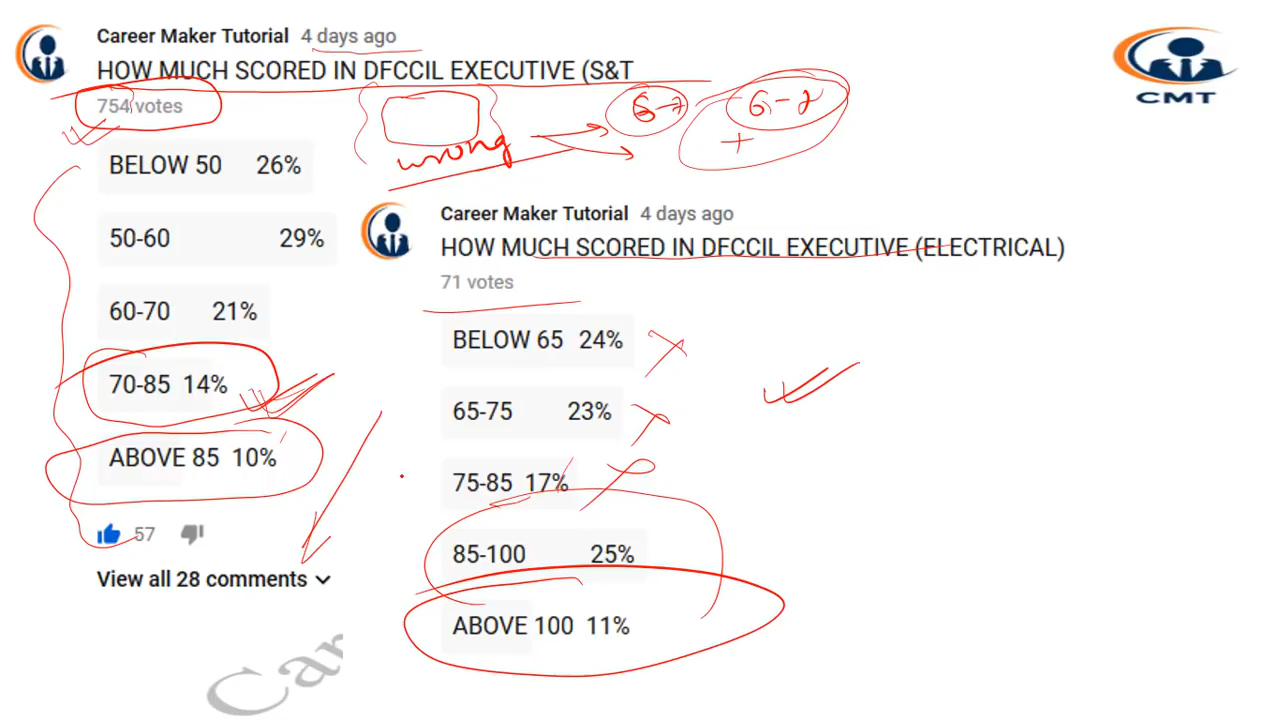 Career Maker Tutorial 4 days ago
HOW MUCH SCORED IN DFCCIL EXECUTIVE (S&T
754 votes
BELOW 50 26%
50-60 29%
60-70 21%
70-85 14%
ABOVE 85 10%
57
View all 28 comments
wrong
6-7
+
CMT
Career Maker Tutorial 4 days ago
HOW MUCH SCORED IN DFCCIL EXECUTIVE (ELECTRICAL)
71 votes
BELOW 65 24%
65-75 23%
75-85 17%
85-100 25%
ABOVE 100 11%
Car